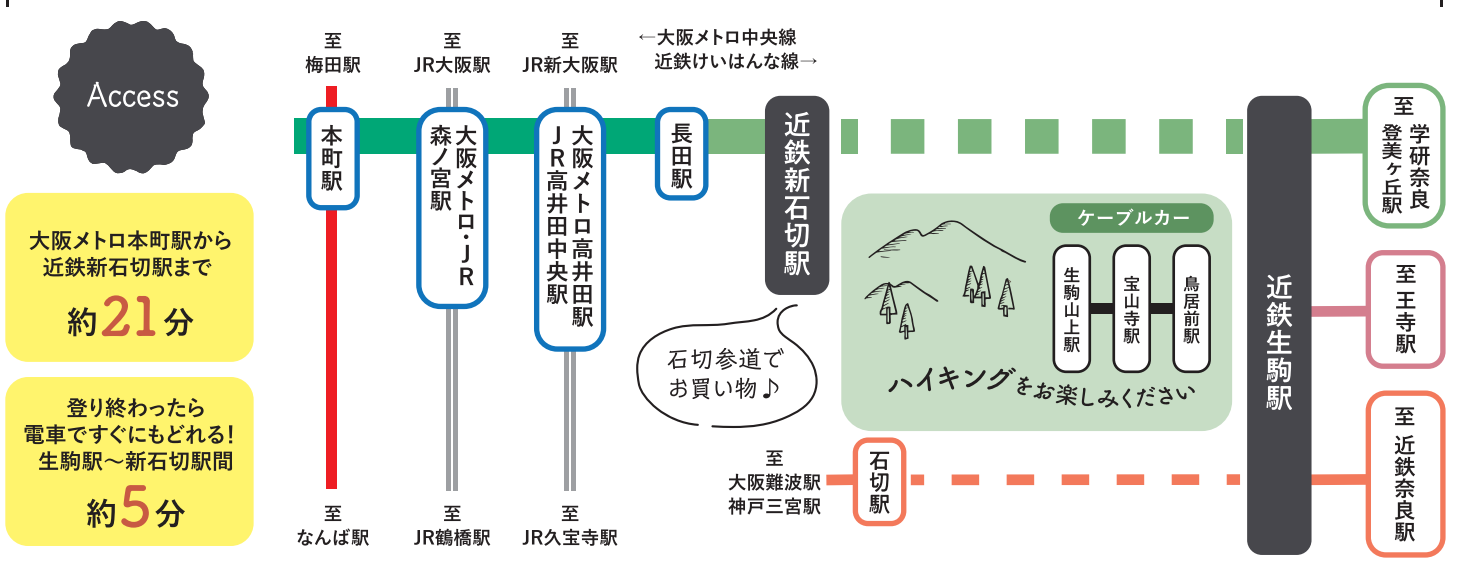 Access
大阪メトロ本町駅から
近鉄新石切駅まで
約21分
登り終わったら
電車ですぐにもどれる！
生駒駅〜新石切駅間
約5分
至
梅田駅
本町駅
至
なんば駅
至
JR大阪駅
大阪メトロ・JR
森ノ宮駅
至
JR鶴橋駅
至
JR新大阪駅
大阪メトロ高井田駅
JR高井田中央駅
至
JR久宝寺駅
←大阪メトロ中央線
近鉄けいはんな線→
長田駅
近鉄新石切駅
石切参道で
お買い物♪
ケーブルカー
生駒山上駅
宝山寺駅
鳥居前駅
ハイキングをお楽しみください
至
大阪難波駅
神戸三宮駅
石切駅
近鉄生駒駅
至
学研奈良
登美ヶ丘駅
至 王寺駅
至 近鉄奈良駅